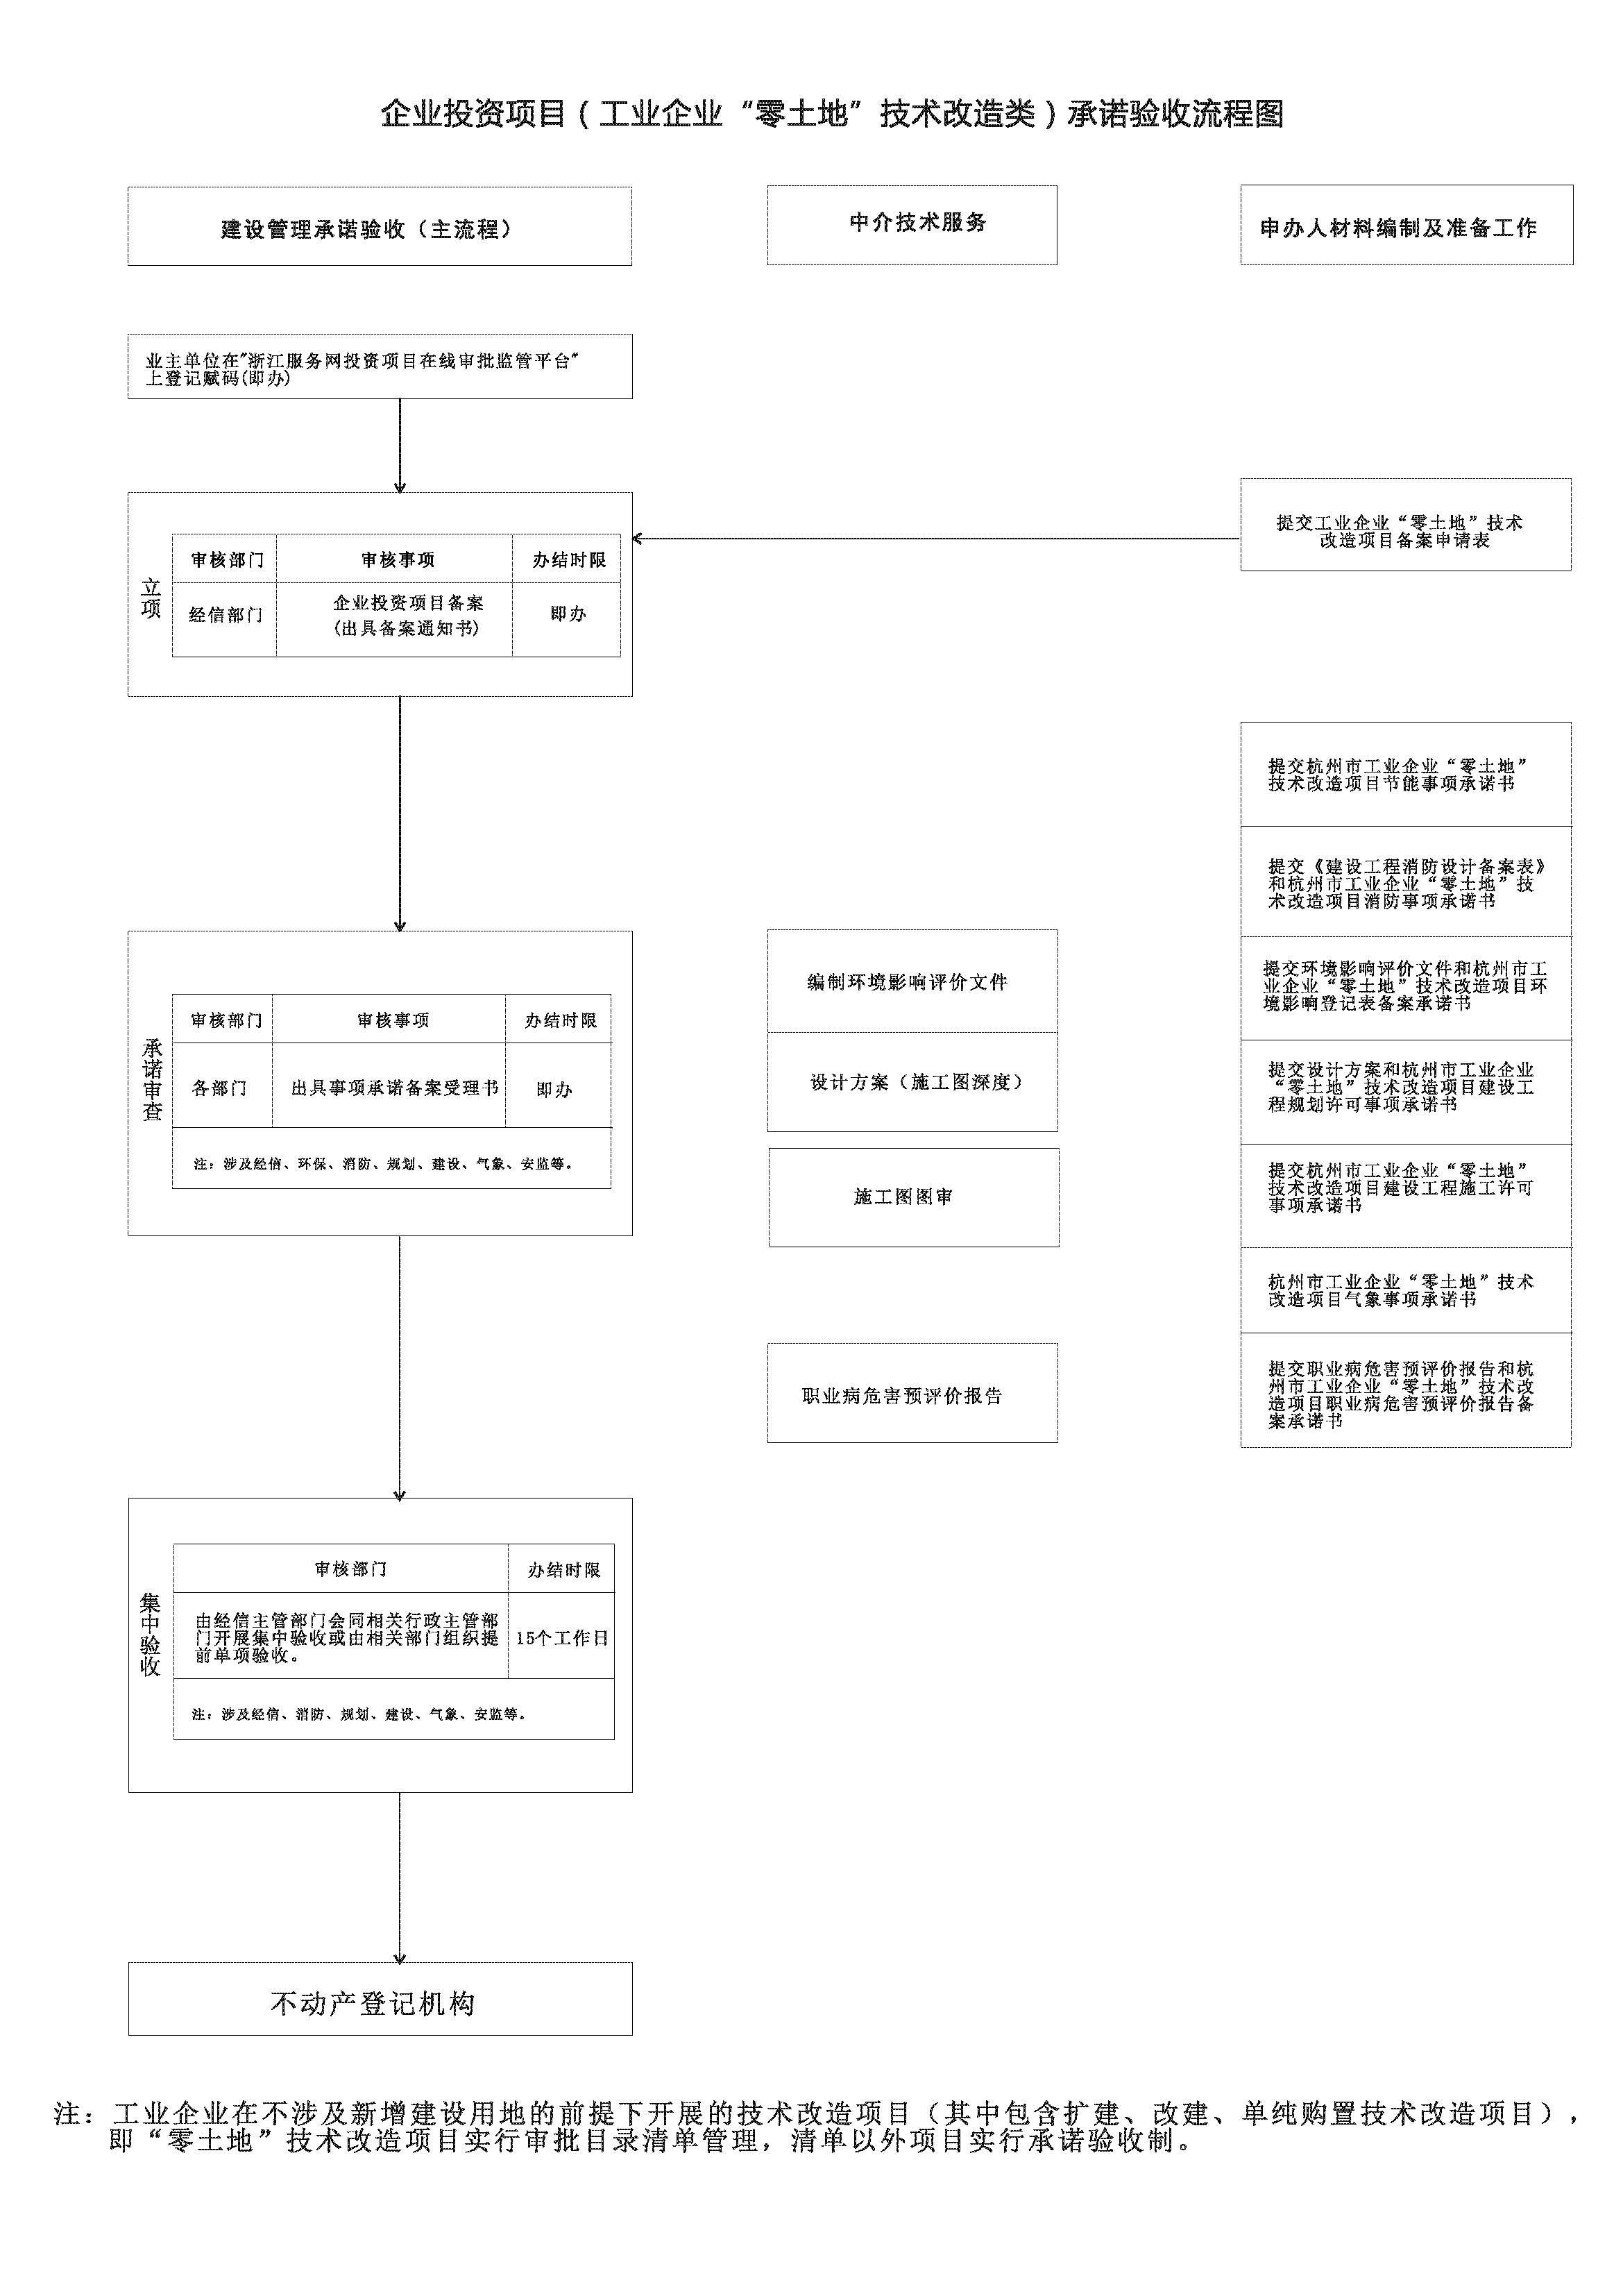 企业投资项目（工业企业“零土地”技术改造类）承诺验收流程图
建设管理承诺验收（主流程）
中介技术服务
申办人材料编制及准备工作
业主单位在"浙江服务网投资项目在线审批监管平台"
上登记赋码(即办)
提交工业企业“零土地”技术
改造项目备案申请表
立项
审核部门 审核事项 办结时限
经信部门
企业投资项目备案
(出具备案通知书)
即办
提交杭州市工业企业“零土地”
技术改造项目节能事项承诺书
提交《建设工程消防设计备案表》
和杭州市工业企业“零土地”技
术改造项目消防事项承诺书
提交环境影响评价文件和杭州市工
业企业“零土地”技术改造项目环
境影响登记表备案承诺书
提交设计方案和杭州市工业企业
“零土地”技术改造项目建设工
程规划许可事项承诺书
提交杭州市工业企业“零土地”
技术改造项目建设工程施工许可
事项承诺书
杭州市工业企业“零土地”技术
改造项目气象事项承诺书
提交职业病危害预评价报告和杭
州市工业企业“零土地”技术改
造项目职业病危害预评价报告备
案承诺书
编制环境影响评价文件
设计方案（施工图深度）
施工图图审
职业病危害预评价报告
承诺审查
审核部门 审核事项 办结时限
各部门 出具事项承诺备案受理书 即办
注：涉及经信、环保、消防、规划、建设、气象、安监等。
集中验收
审核部门 办结时限
由经信主管部门会同相关行政主管部
门开展集中验收或由相关部门组织提
前单项验收。
15个工作日
注：涉及经信、消防、规划、建设、气象、安监等。
不动产登记机构
注：工业企业在不涉及新增建设用地的前提下开展的技术改造项目（其中包含扩建、改建、单纯购置技术改造项目），
即“零土地”技术改造项目实行审批目录清单管理，清单以外项目实行承诺验收制。